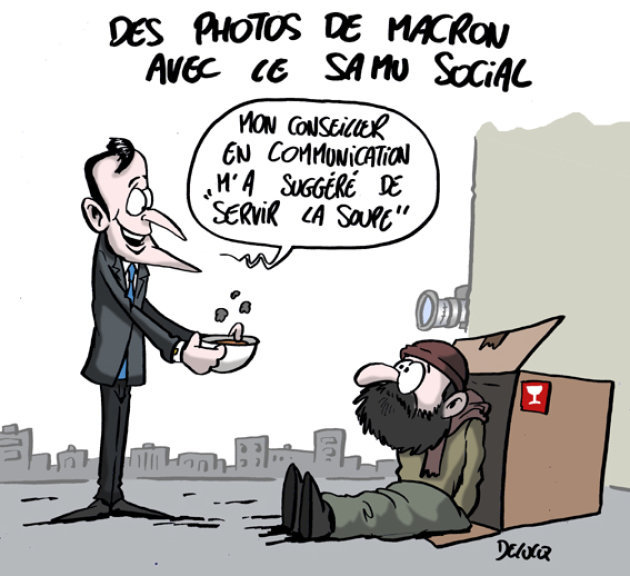 DES PHOTOS DE MACRON
AVEC LE SAMU SOCIAL
MON CONSEILLER
EN COMMUNICATION
M'A SUGGÉRÉ DE
"SERVIR LA SOUPE"
DELUCQ